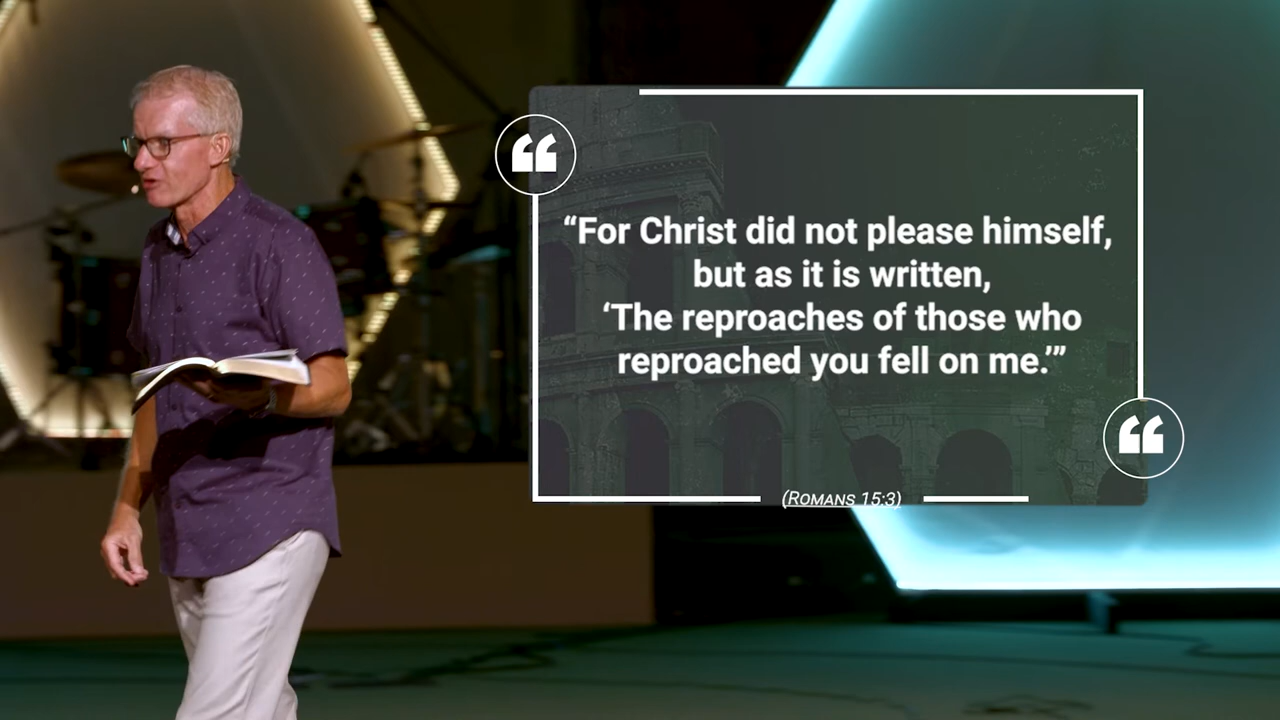 “For Christ did not please himself,
but as it is written,
‘The reproaches of those who
reproached you fell on me.’”
(Romans 15:3)